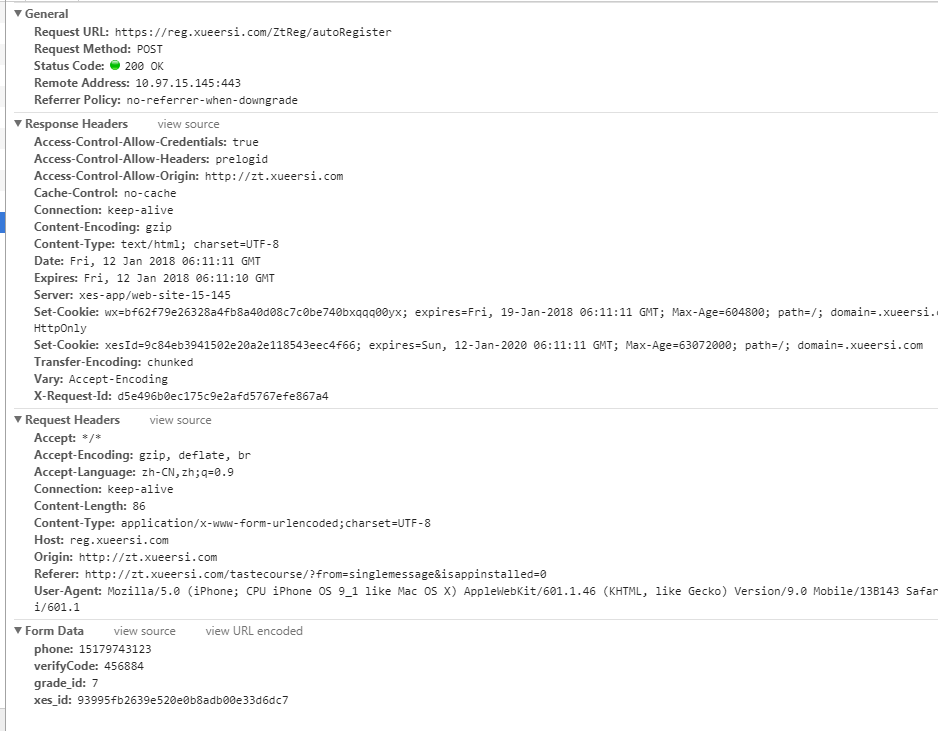 General
Request URL: https://reg.xueersi.com/ZtReg/autoRegister
Request Method: POST
Status Code: 200 OK
Remote Address: 10.97.15.145:443
Referrer Policy: no-referrer-when-downgrade
Response Headers view source
Access-Control-Allow-Credentials: true
Access-Control-Allow-Headers: prelogid
Access-Control-Allow-Origin: http://zt.xueersi.com
Cache-Control: no-cache
Connection: keep-alive
Content-Encoding: gzip
Content-Type: text/html; charset=UTF-8
Date: Fri, 12 Jan 2018 06:11:11 GMT
Expires: Fri, 12 Jan 2018 06:11:10 GMT
Server: xes-app/web-site-15-145
Set-Cookie: wx=bf62f79e26328a4fb8a40d08c7c0be740bxqqq00yx; expires=Fri, 19-Jan-2018 06:11:11 GMT; Max-Age=604800; path=/; domain=.xueersi.c
HttpOnly
Set-Cookie: xesId=9c84eb3941502e20a2e118543eec4f66; expires=Sun, 12-Jan-2020 06:11:11 GMT; Max-Age=63072000; path=/; domain=.xueersi.com
Transfer-Encoding: chunked
Vary: Accept-Encoding
X-Request-Id: d5e496b0ec175c9e2afd5767efe867a4
Request Headers view source
Accept: */*
Accept-Encoding: gzip, deflate, br
Accept-Language: zh-CN,zh;q=0.9
Connection: keep-alive
Content-Length: 86
Content-Type: application/x-www-form-urlencoded;charset=UTF-8
Host: reg.xueersi.com
Origin: http://zt.xueersi.com
Referer: http://zt.xueersi.com/tastecourse/?from=singlemessage&isappinstalled=0
User-Agent: Mozilla/5.0 (iPhone; CPU iPhone OS 9_1 like Mac OS X) AppleWebKit/601.1.46 (KHTML, like Gecko) Version/9.0 Mobile/13B143 Safar
i/601.1
Form Data view source view URL encoded
phone: 15179743123
verifyCode: 456884
grade_id: 7
xes_id: 93995fb2639e520e0b8adb00e33d6dc7